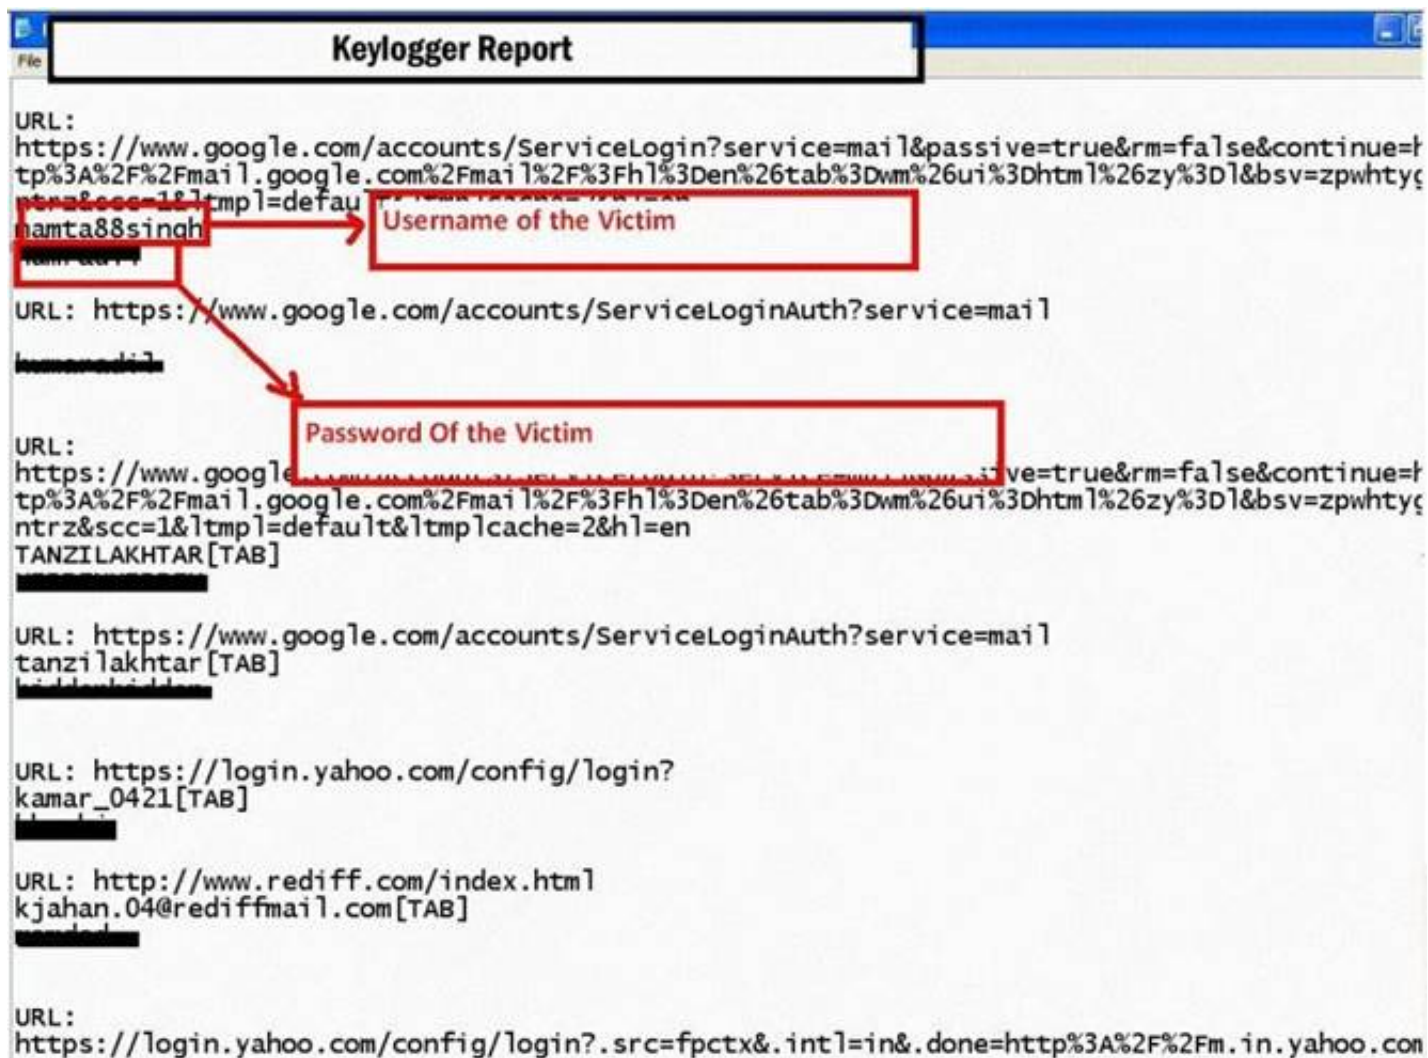 Keylogger Report
File
URL:
https://www.google.com/accounts/ServiceLogin?service=mail&passive=true&rm=false&continue=h
tp%3A%2F%2Fmail.google.com%2Fmail%2F%3Fhl%3Den%26tab%3Dwm%26ui%3Dhtml%26zy%3Dl&bsv=zpwhtyg
ntrz&scc=1&ltmpl=defau
namta88singh
Username of the Victim
URL: https://www.google.com/accounts/ServiceLoginAuth?service=mail
Password Of the Victim
URL:
https://www.google ive=true&rm=false&continue=h
tp%3A%2F%2Fmail.google.com%2Fmail%2F%3Fhl%3Den%26tab%3Dwm%26ui%3Dhtml%26zy%3Dl&bsv=zpwhtyg
ntrz&scc=1&ltmpl=default&ltmplcache=2&hl=en
TANZILAKHTAR[TAB]
URL: https://www.google.com/accounts/ServiceLoginAuth?service=mail
tanzilakhtar[TAB]
URL: https://login.yahoo.com/config/login?
kamar_0421[TAB]
URL: http://www.rediff.com/index.html
kjahan.04@rediffmail.com[TAB]
URL:
https://login.yahoo.com/config/login?.src=fpctx&.intl=in&.done=http%3A%2F%2Fm.in.yahoo.com